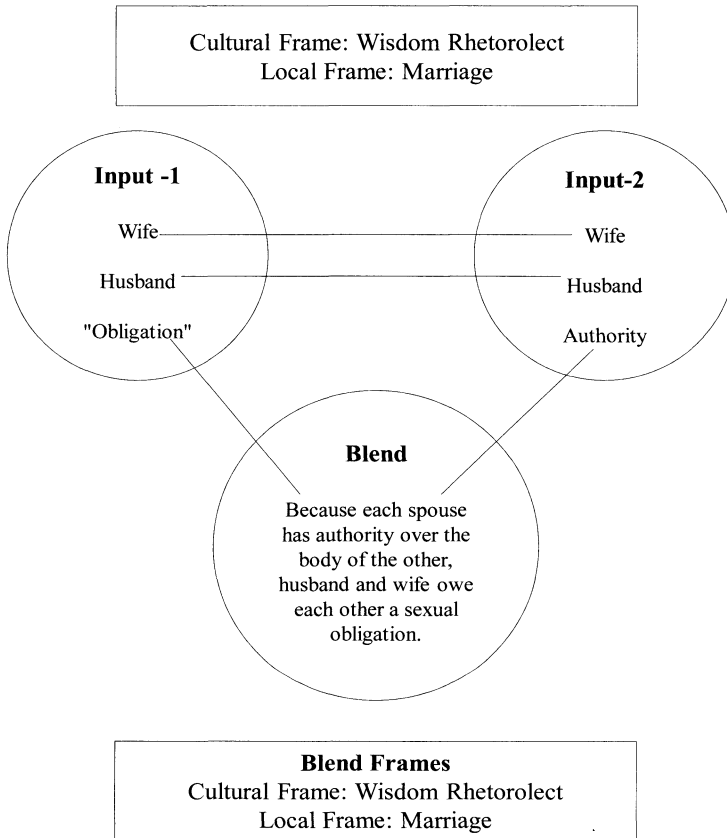 Cultural Frame: Wisdom Rhetorolect
Local Frame: Marriage
Input -1
Wife
Husband
"Obligation"
Input-2
Wife
Husband
Authority
Blend
Because each spouse
has authority over the
body of the other,
husband and wife owe
each other a sexual
obligation.
Blend Frames
Cultural Frame: Wisdom Rhetorolect
Local Frame: Marriage